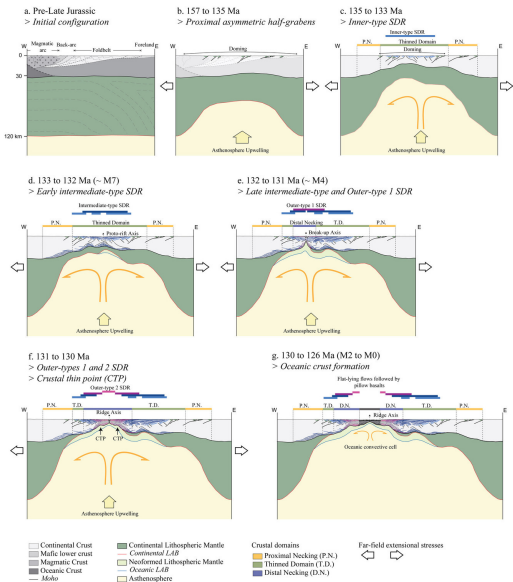 a. Pre-Late Jurassic
> Initial configuration
Magmatic
arc
Back-arc
Foldbelt
Foreland
W
E
0
30
120 km
b. 157 to 135 Ma
> Proximal asymmetric half-grabens
W
E
Doming
Asthenosphere Upwelling
c. 135 to 133 Ma
> Inner-type SDR
Inner-type SDR
W
P.N.
Thinned Domain
P.N.
E
Doming
Asthenosphere Upwelling
d. 133 to 132 Ma (~ M7)
> Early intermediate-type SDR
Intermediate-type SDR
W
P.N.
Thinned Domain
P.N.
E
Proto-rift Axis
Asthenosphere Upwelling
e. 132 to 131 Ma (~ M4)
> Late intermediate-type and Outer-type 1 SDR
Outer-type 1 SDR
W
P.N.
Distal Necking
T.D.
P.N.
E
Break-up Axis
Asthenosphere Upwelling
f. 131 to 130 Ma
> Outer-types 1 and 2 SDR
> Crustal thin point (CTP)
Outer-type 2 SDR
W
P.N.
T.D.
Ridge Axis
T.D.
P.N.
E
CTP
CTP
Asthenosphere Upwelling
g. 130 to 126 Ma (M2 to M0)
> Oceanic crust formation
Flat-lying flows followed by
pillow basalts
W
P.N.
T.D.
D.N.
D.N.
T.D.
P.N.
E
Ridge Axis
Oceanic convective cell
Continental Crust
Mafic lower crust
Magmatic Crust
Oceanic Crust
Moho
Continental Lithospheric Mantle
Continental LAB
Neoformed Lithospheric Mantle
Oceanic LAB
Asthenosphere
Crustal domains
Proximal Necking (P.N.)
Thinned Domain (T.D.)
Distal Necking (D.N.)
Far-field extensional stresses